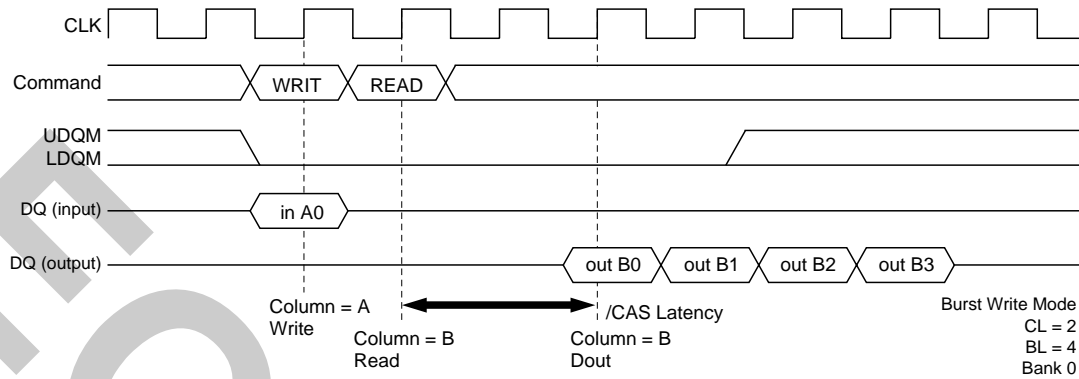 CLK
Command
WRIT
READ
UDQM
LDQM
DQ (input)
in A0
DQ (output)
out B0
out B1
out B2
out B3
Column = A
Write
Column = B
Read
/CAS Latency
Column = B
Dout
Burst Write Mode
CL = 2
BL = 4
Bank 0